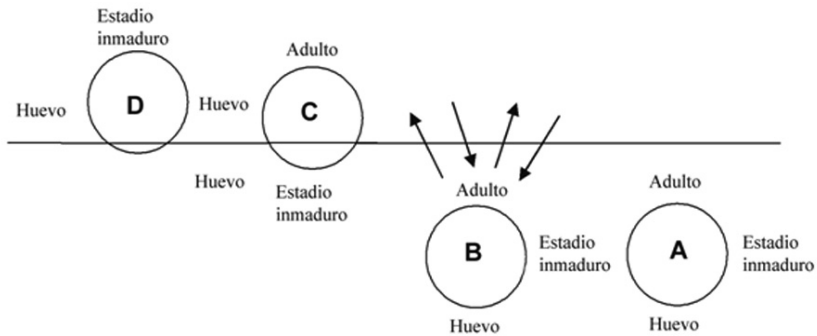 Estadio
inmaduro
Huevo
D
Huevo
Adulto
C
Huevo
Estadio
inmaduro
Adulto
B
Estadio
inmaduro
Huevo
Adulto
A
Estadio
inmaduro
Huevo